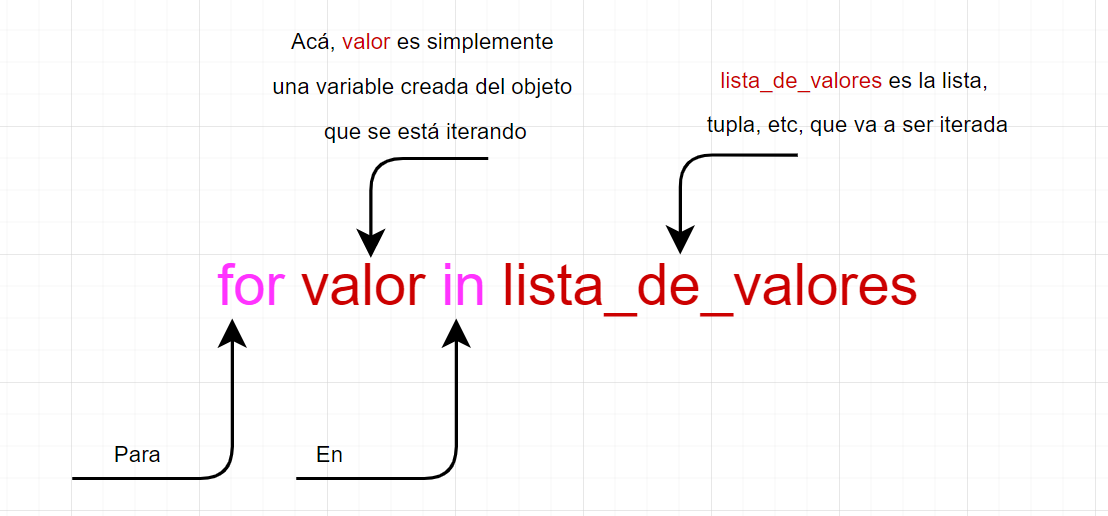 Acá, valor es simplemente
una variable creada del objeto
que se está iterando
lista_de_valores es la lista,
tupla, etc, que va a ser iterada
for valor in lista_de_valores
Para
En